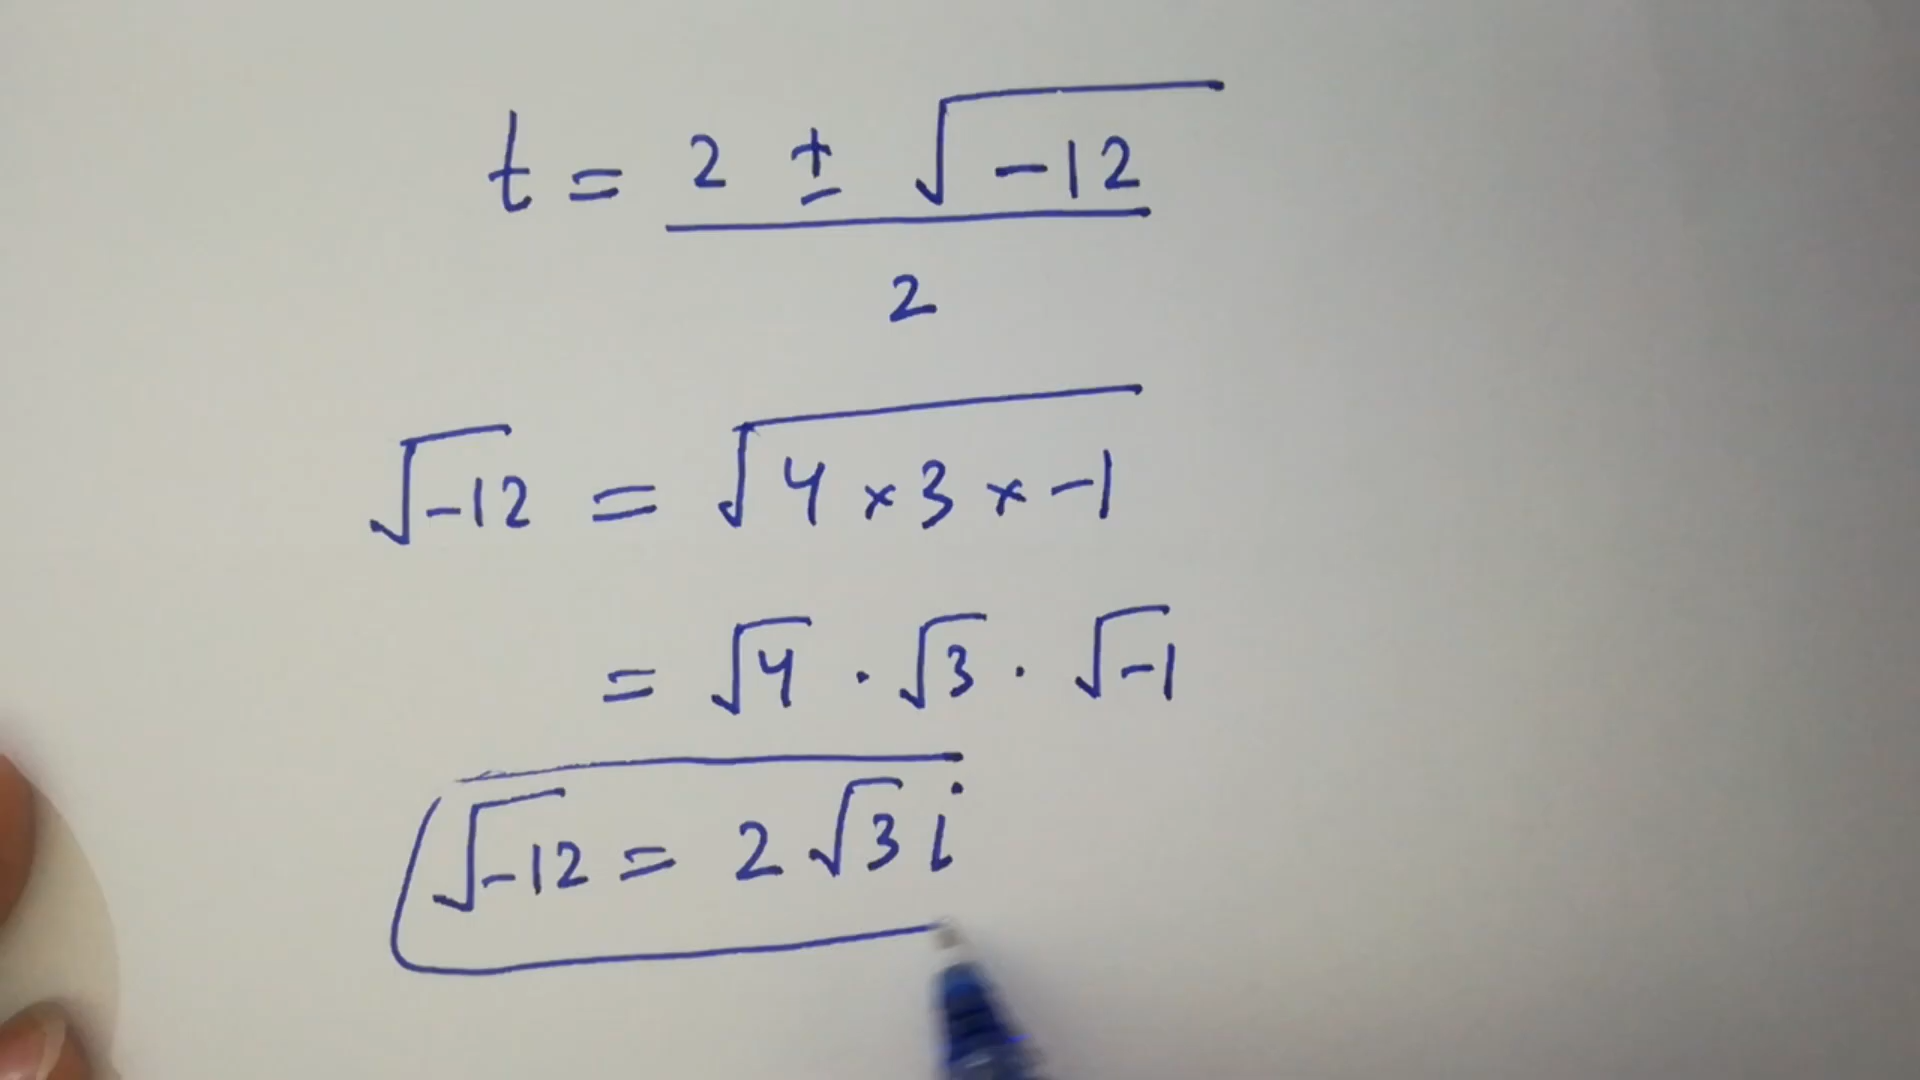 t = 2 ± √-12
2
√-12 = √4 × 3 × -1
= √4 . √3 . √-1
√-12 = 2 √3 i